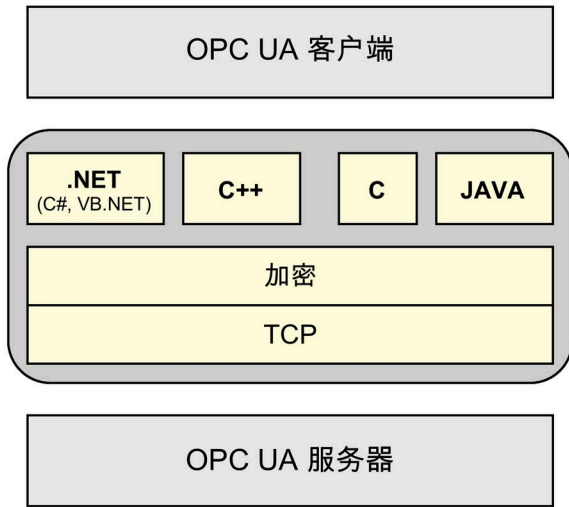 OPC UA 客户端
.NET
(C#, VB.NET)
C++
C
JAVA
加密
TCP
OPC UA 服务器